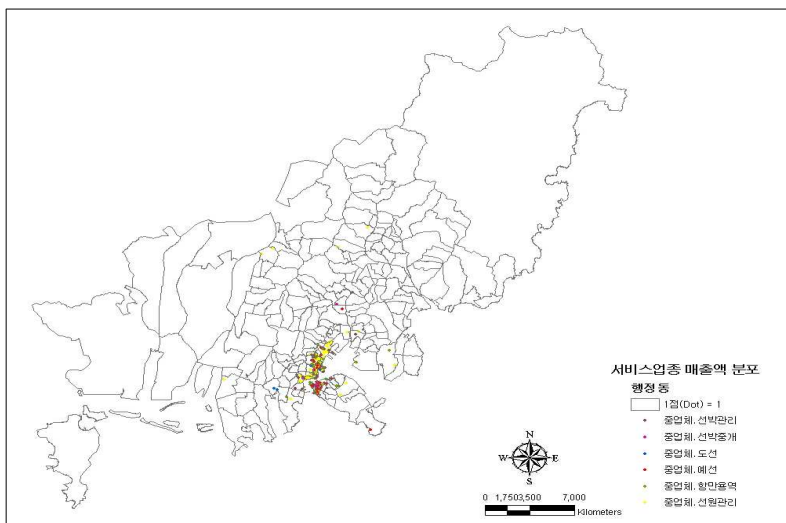 서비스업종 매출액 분포
행정 동
1점(Dot) = 1
중업체.선박관리
중업체.선박중개
중업체.도선
중업체.예선
중업체.항만용역
중업체.선원관리
N
W E
S
0 1,7503,500 7,000
Kilometers